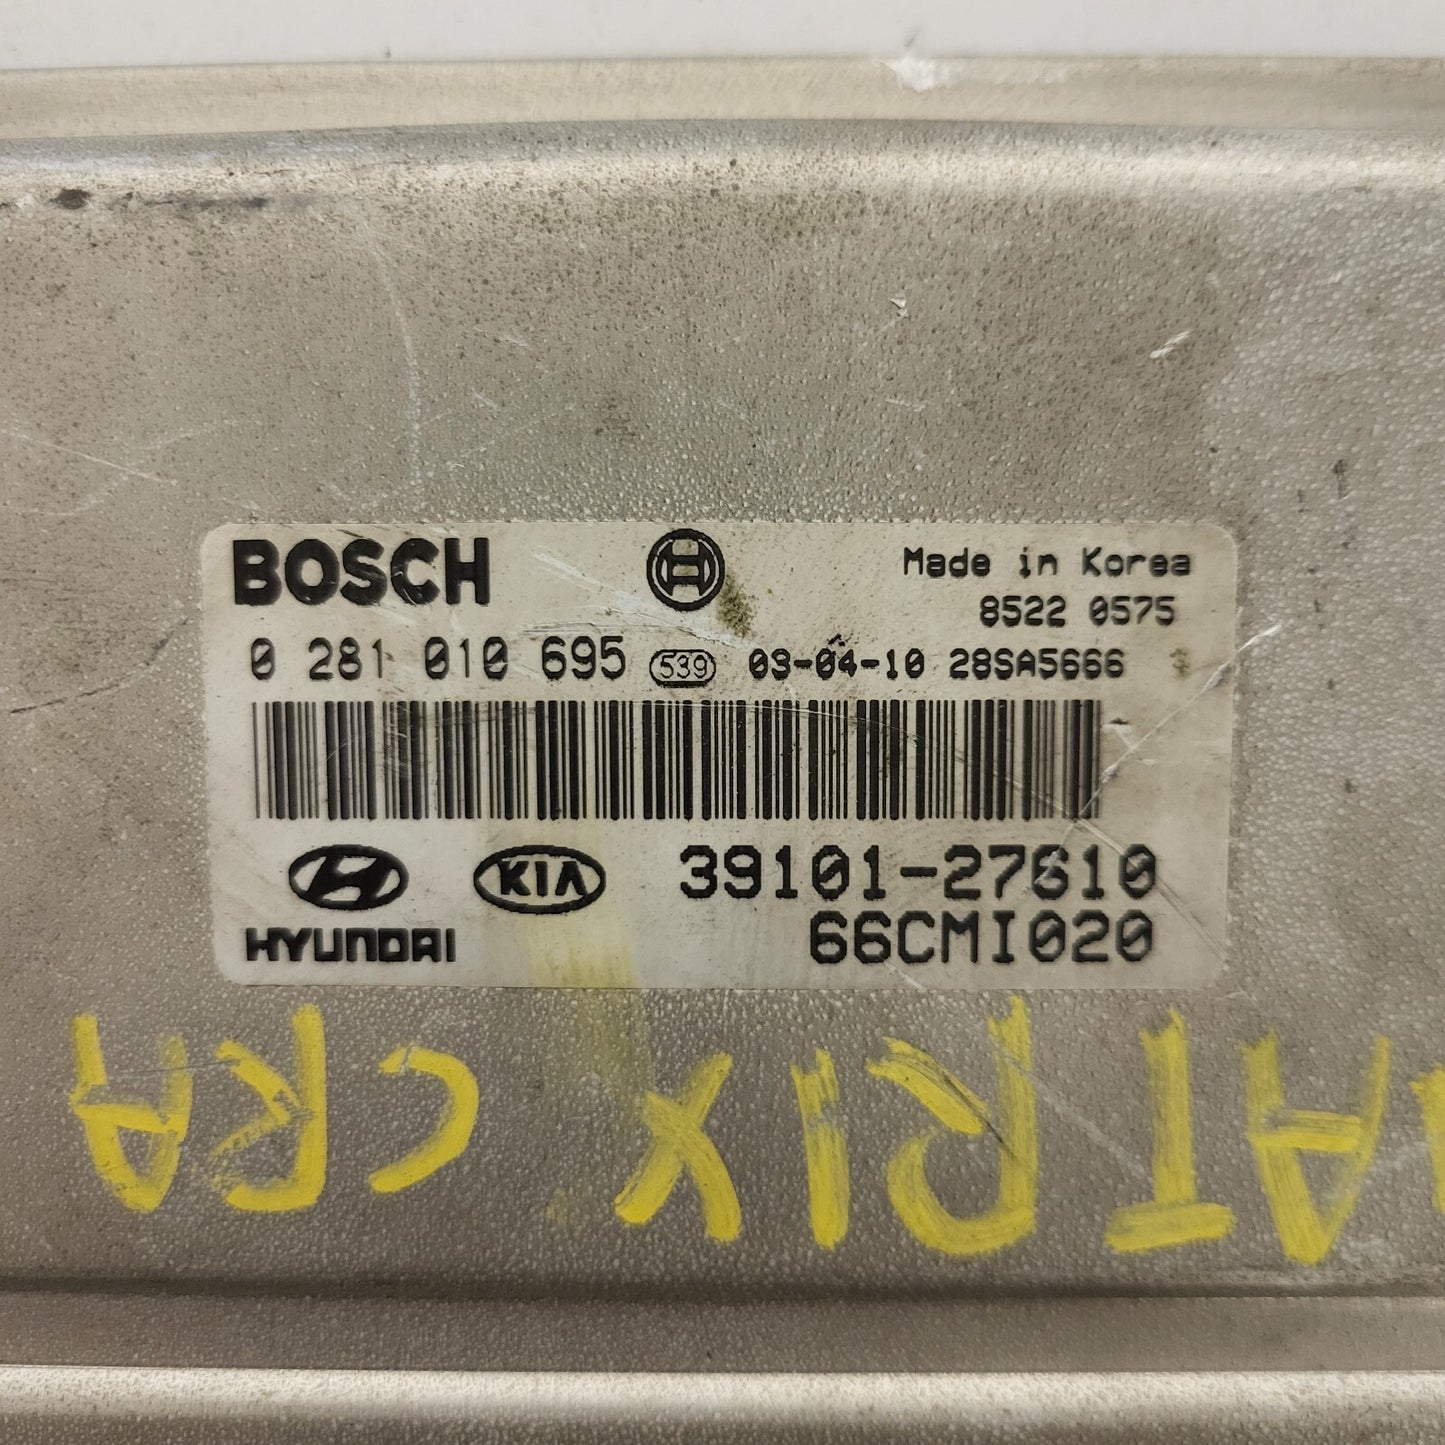 BOSCH
Made in Korea
8522 0575
0 281 010 695 539 03-04-10 28SA5666
HYUNDAI
KIA
39101-27610
66CMI020
MATRIX CRA